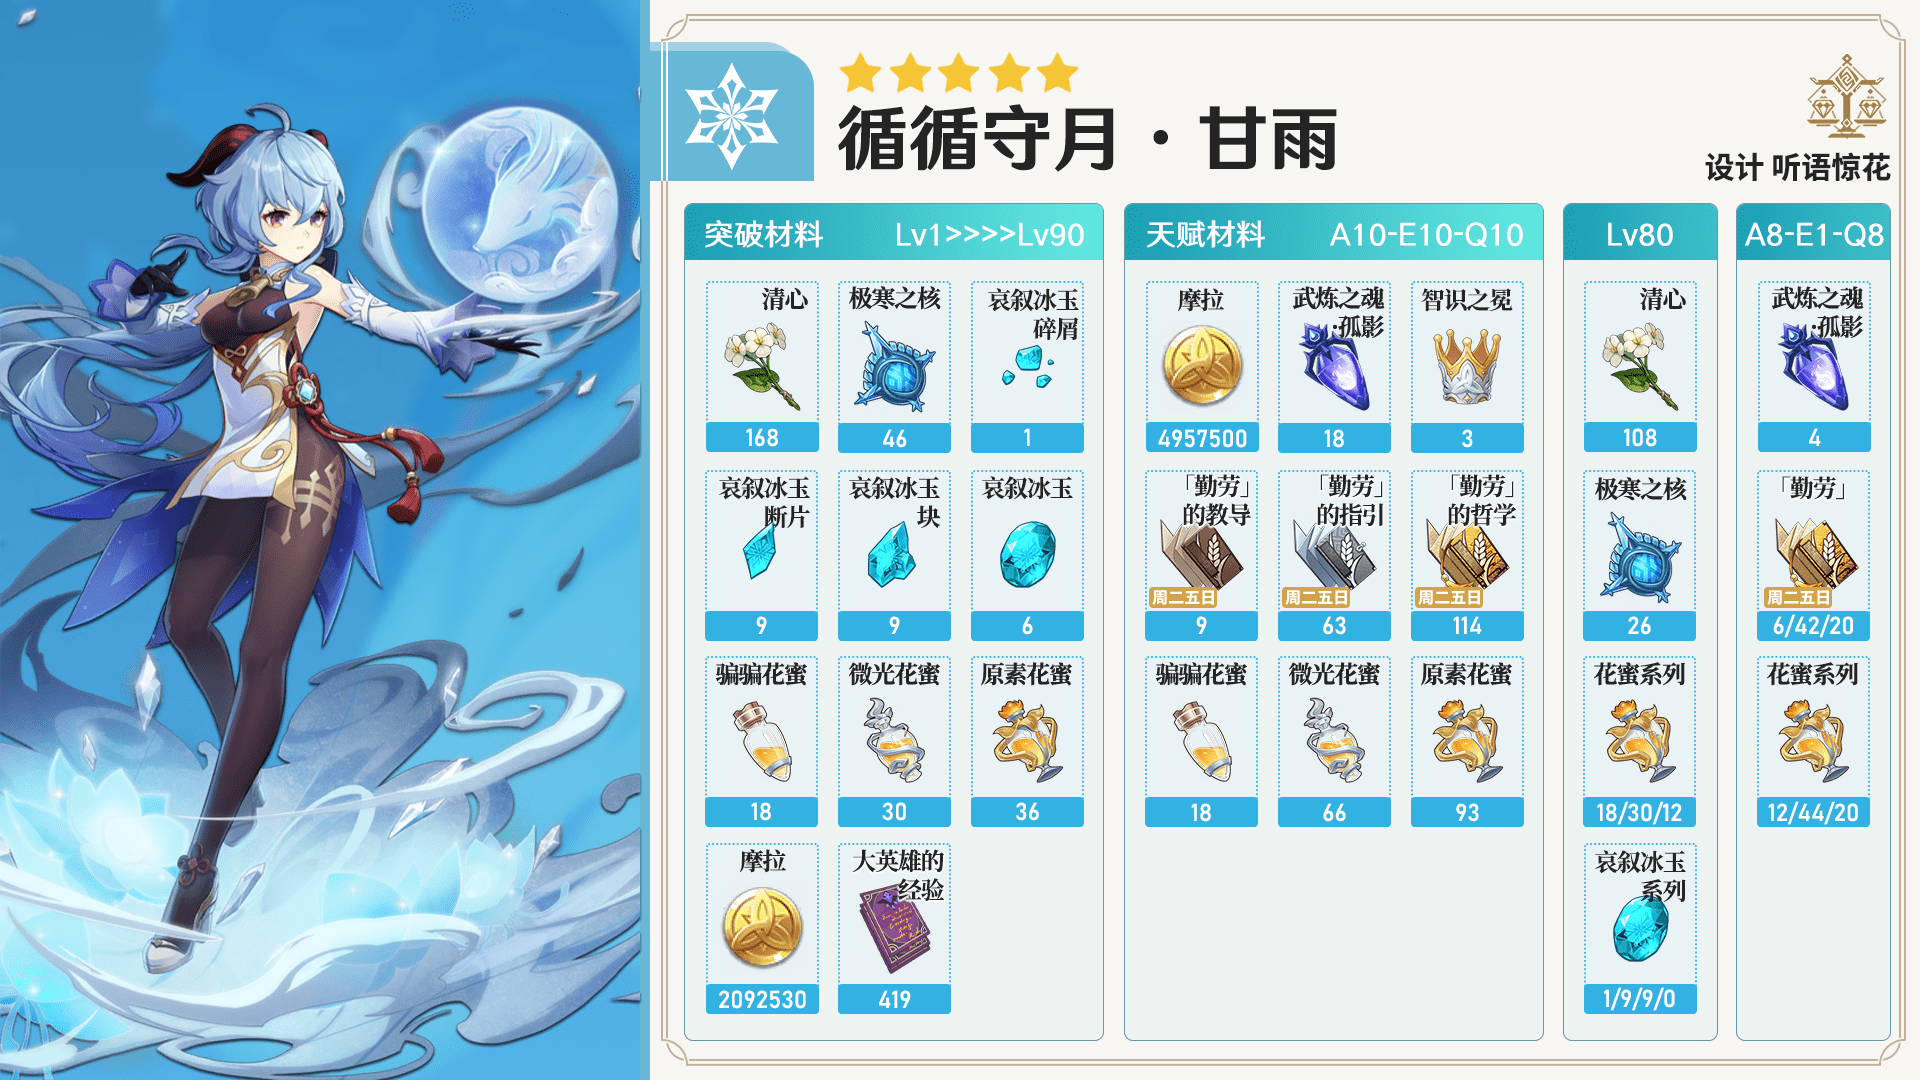 循循守月·甘雨
设计 听语惊花
突破材料 Lv1>>>>Lv90
清心
168
极寒之核
46
哀叙冰玉
碎屑
1
哀叙冰玉
断片
9
哀叙冰玉
块
9
哀叙冰玉
6
骗骗花蜜
18
微光花蜜
30
原素花蜜
36
摩拉
2092530
大英雄的
经验
419
天赋材料 A10-E10-Q10
摩拉
4957500
武炼之魂
·孤影
18
智识之冕
3
「勤劳」
的教导
周二五日
9
「勤劳」
的指引
周二五日
63
「勤劳」
的哲学
周二五日
114
骗骗花蜜
18
微光花蜜
66
原素花蜜
93
Lv80
清心
108
极寒之核
26
花蜜系列
18/30/12
哀叙冰玉
系列
1/9/9/0
A8-E1-Q8
武炼之魂
·孤影
4
「勤劳」
周二五日
6/42/20
花蜜系列
12/44/20